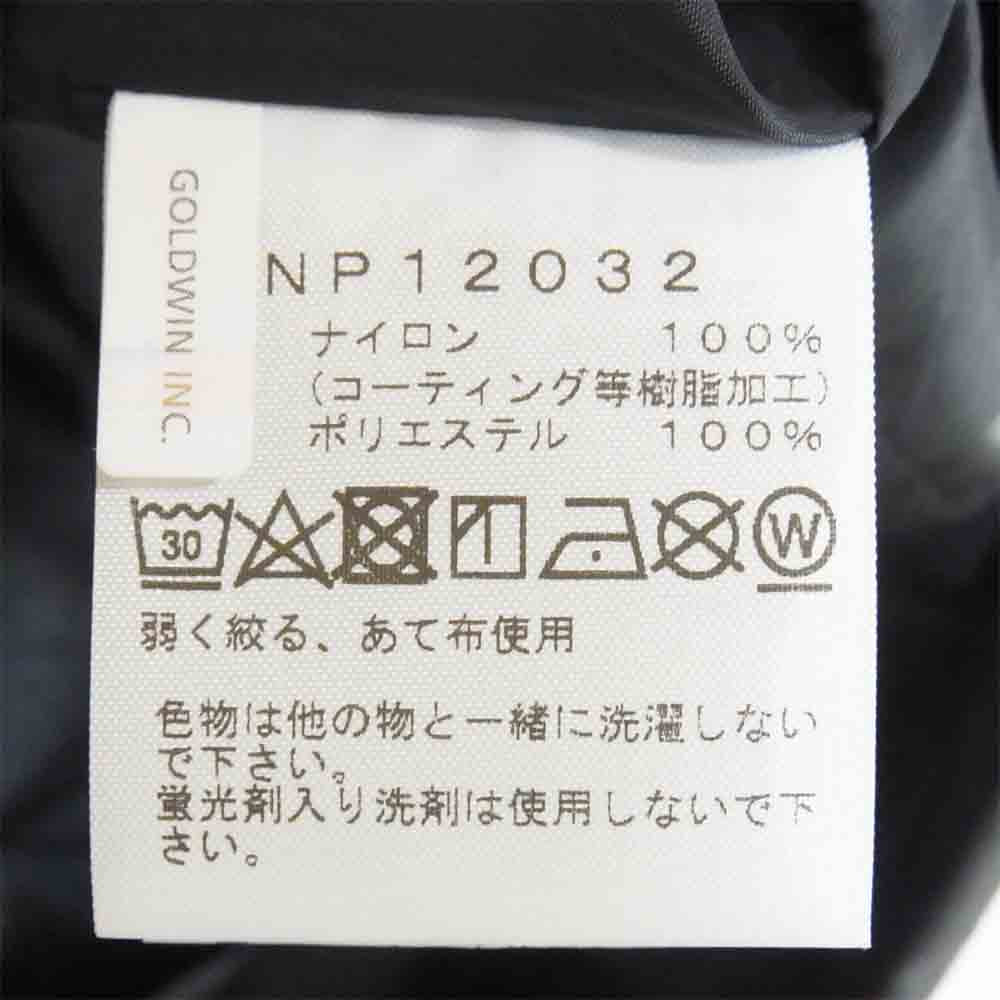 GOLDWIN INC.
NP12032
ナイロン 100%
(コーティング等樹脂加工)
ポリエステル 100%
30
W
弱く絞る、あて布使用
色物は他の物と一緒に洗濯しない
で下さい。
蛍光剤入り洗剤は使用しないで下
さい。